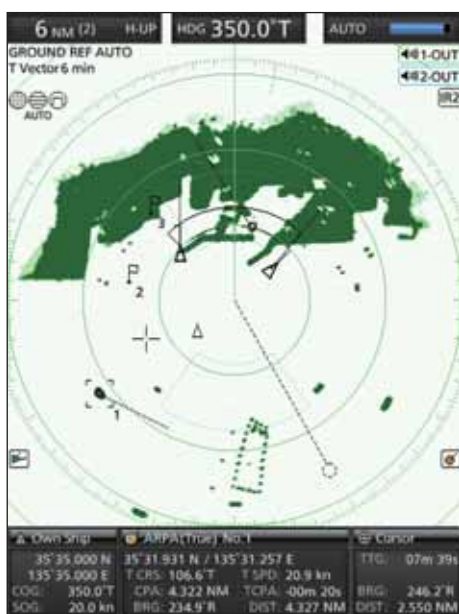 6 NM (2) H-UP HDG 350.0°T AUTO
GROUND REF AUTO
T Vector 6 min
1-OUT
2-OUT
IR2
AUTO
3
2
1
Own Ship
35°35.000 N
135°35.000 E
COG: 350.0°T
SOG: 20.0 kn
ARPA[True] No.1
35°31.931 N / 135°31.257 E
T CRS: 106.6°T T SPD: 20.9 kn
CPA: 4.322 NM TCPA: -00m 20s
BRG: 234.9°R DIST: 4.327 NM
Cursor
TTG: 07m 39s
BRG: 246.2°R
DIST: 2.550 NM